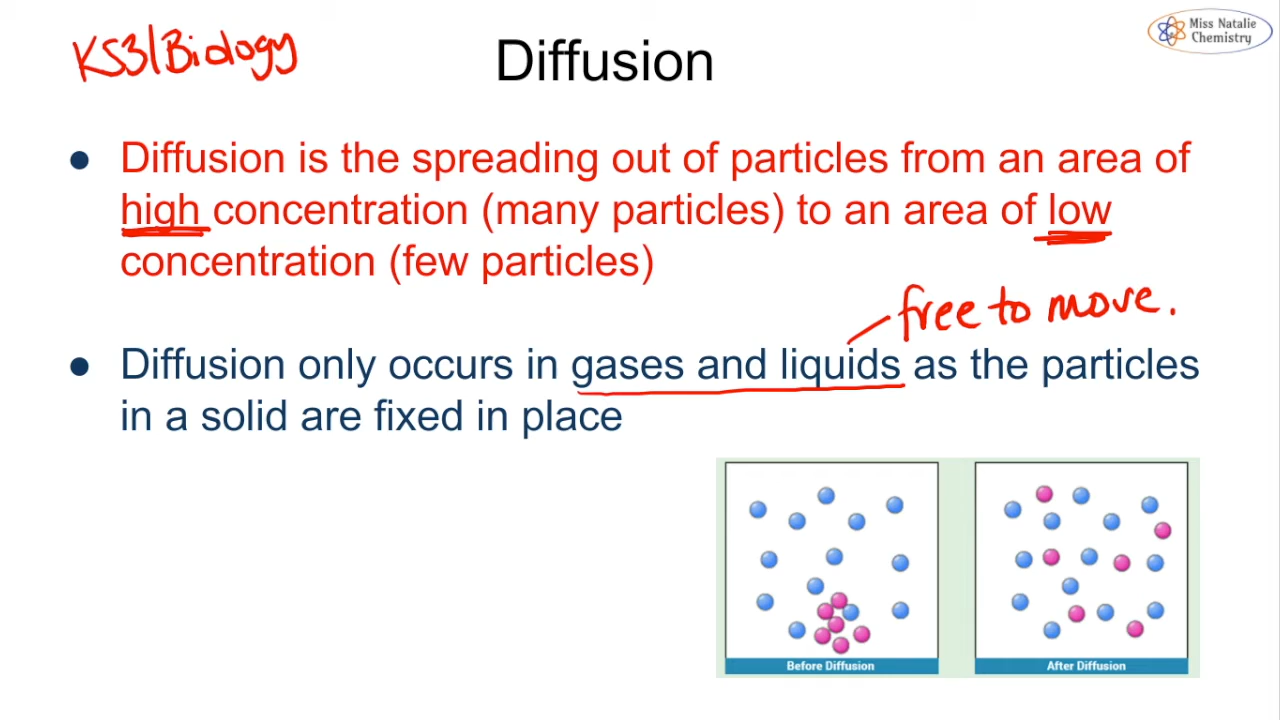 KS3/Biology
Diffusion
Miss Natalie
Chemistry
● Diffusion is the spreading out of particles from an area of
high concentration (many particles) to an area of low
concentration (few particles)
free to move.
● Diffusion only occurs in gases and liquids as the particles
in a solid are fixed in place
Before Diffusion
After Diffusion